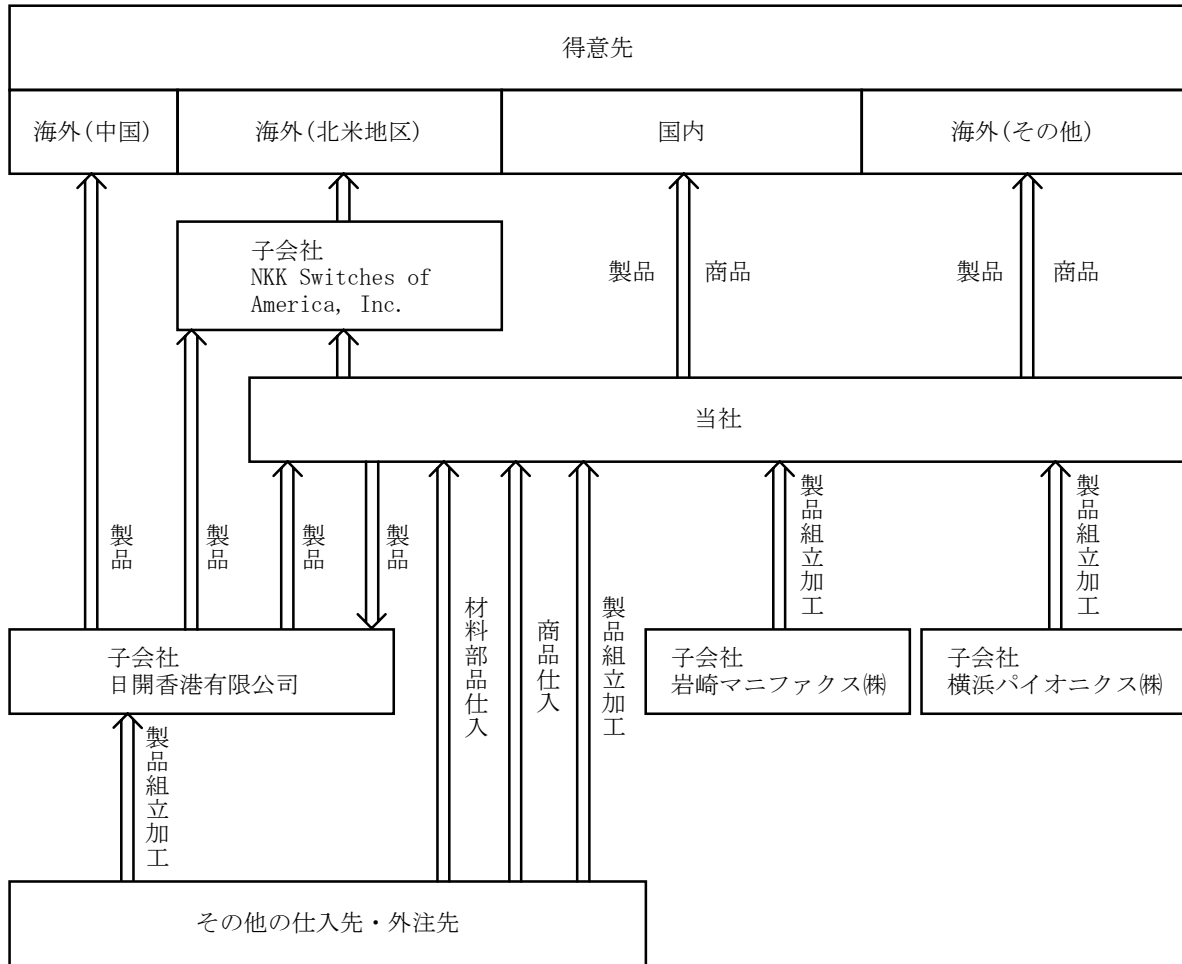 得意先
海外(中国)
海外(北米地区)
国内
海外(その他)
子会社
NKK Switches of
America, Inc.
製品
商品
製品
商品
当社
製品
製品
製品
製品
材料部品仕入
商品仕入
製品組立加工
製品組立加工
製品組立加工
子会社
日開香港有限公司
子会社
岩崎マニファクス㈱
子会社
横浜パイオニクス㈱
製品組立加工
その他の仕入先・外注先